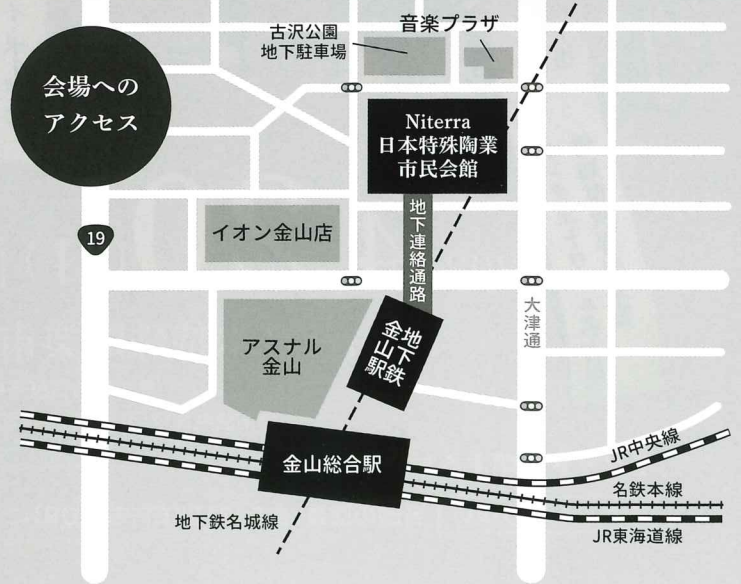 会場への
アクセス
古沢公園
地下駐車場
音楽プラザ
Niterra
日本特殊陶業
市民会館
地下連絡通路
19
イオン金山店
大津通
アスナル
金山
地下鉄
金山駅
金山総合駅
地下鉄名城線
JR中央線
名鉄本線
JR東海道線